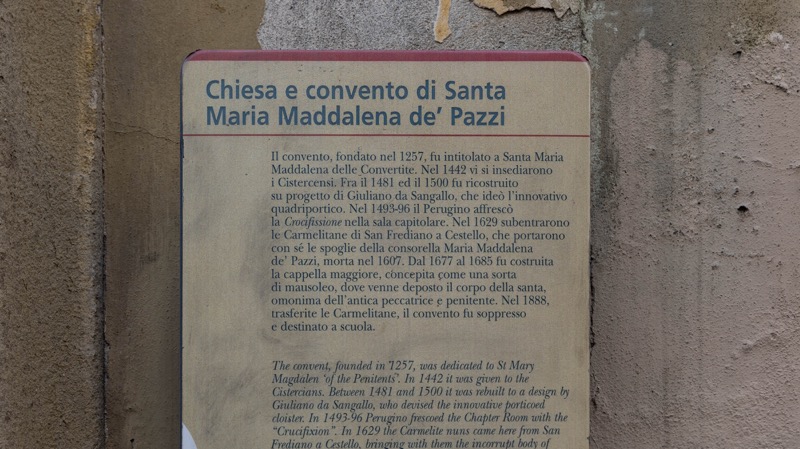 Chiesa e convento di Santa
Maria Maddalena de' Pazzi
Il convento, fondato nel 1257, fu intitolato a Santa Maria
Maddalena delle Convertite. Nel 1442 vi si insediarono
i Cistercensi. Fra il 1481 ed il 1500 fu ricostruito
su progetto di Giuliano da Sangallo, che ideò l'innovativo
quadriportico. Nel 1493-96 il Perugino affrescò
la Crocifissione nella sala capitolare. Nel 1629 subentrarono
le Carmelitane di San Frediano a Cestello, che portarono
con sé le spoglie della consorella Maria Maddalena
de' Pazzi, morta nel 1607. Dal 1677 al 1685 fu costruita
la cappella maggiore, concepita come una sorta
di mausoleo, dove venne deposto il corpo della santa,
omonima dell'antica peccatrice e penitente. Nel 1888,
trasferite le Carmelitane, il convento fu soppresso
e destinato a scuola.
The convent, founded in 1257, was dedicated to St Mary
Magdalen "of the Penitents". In 1442 it was given to the
Cistercians. Between 1481 and 1500 it was rebuilt to a design by
Giuliano da Sangallo, who devised the innovative porticoed
cloister. In 1493-96 Perugino frescoed the Chapter Room with the
"Crucifixion". In 1629 the Carmelite nuns came here from San
Frediano a Cestello, bringing with them the incorrupt body of